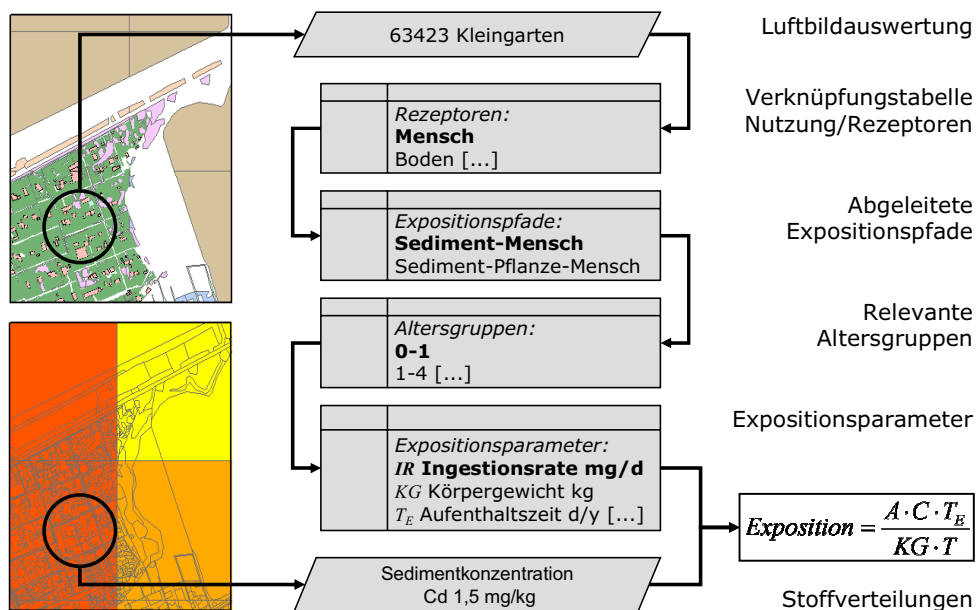 63423 Kleingarten
Luftbildauswertung
Rezeptoren:
Mensch
Boden [...]
Verknüpfungstabelle
Nutzung/Rezeptoren
Expositionspfade:
Sediment-Mensch
Sediment-Pflanze-Mensch
Abgeleitete
Expositionspfade
Altersgruppen:
0-1
1-4 [...]
Relevante
Altersgruppen
Expositionsparameter:
IR Ingestionsrate mg/d
KG Körpergewicht kg
T_E Aufenthaltszeit d/y [...]
Expositionsparameter
Exposition = A · C · T_E
KG · T
Sedimentkonzentration
Cd 1,5 mg/kg
Stoffverteilungen